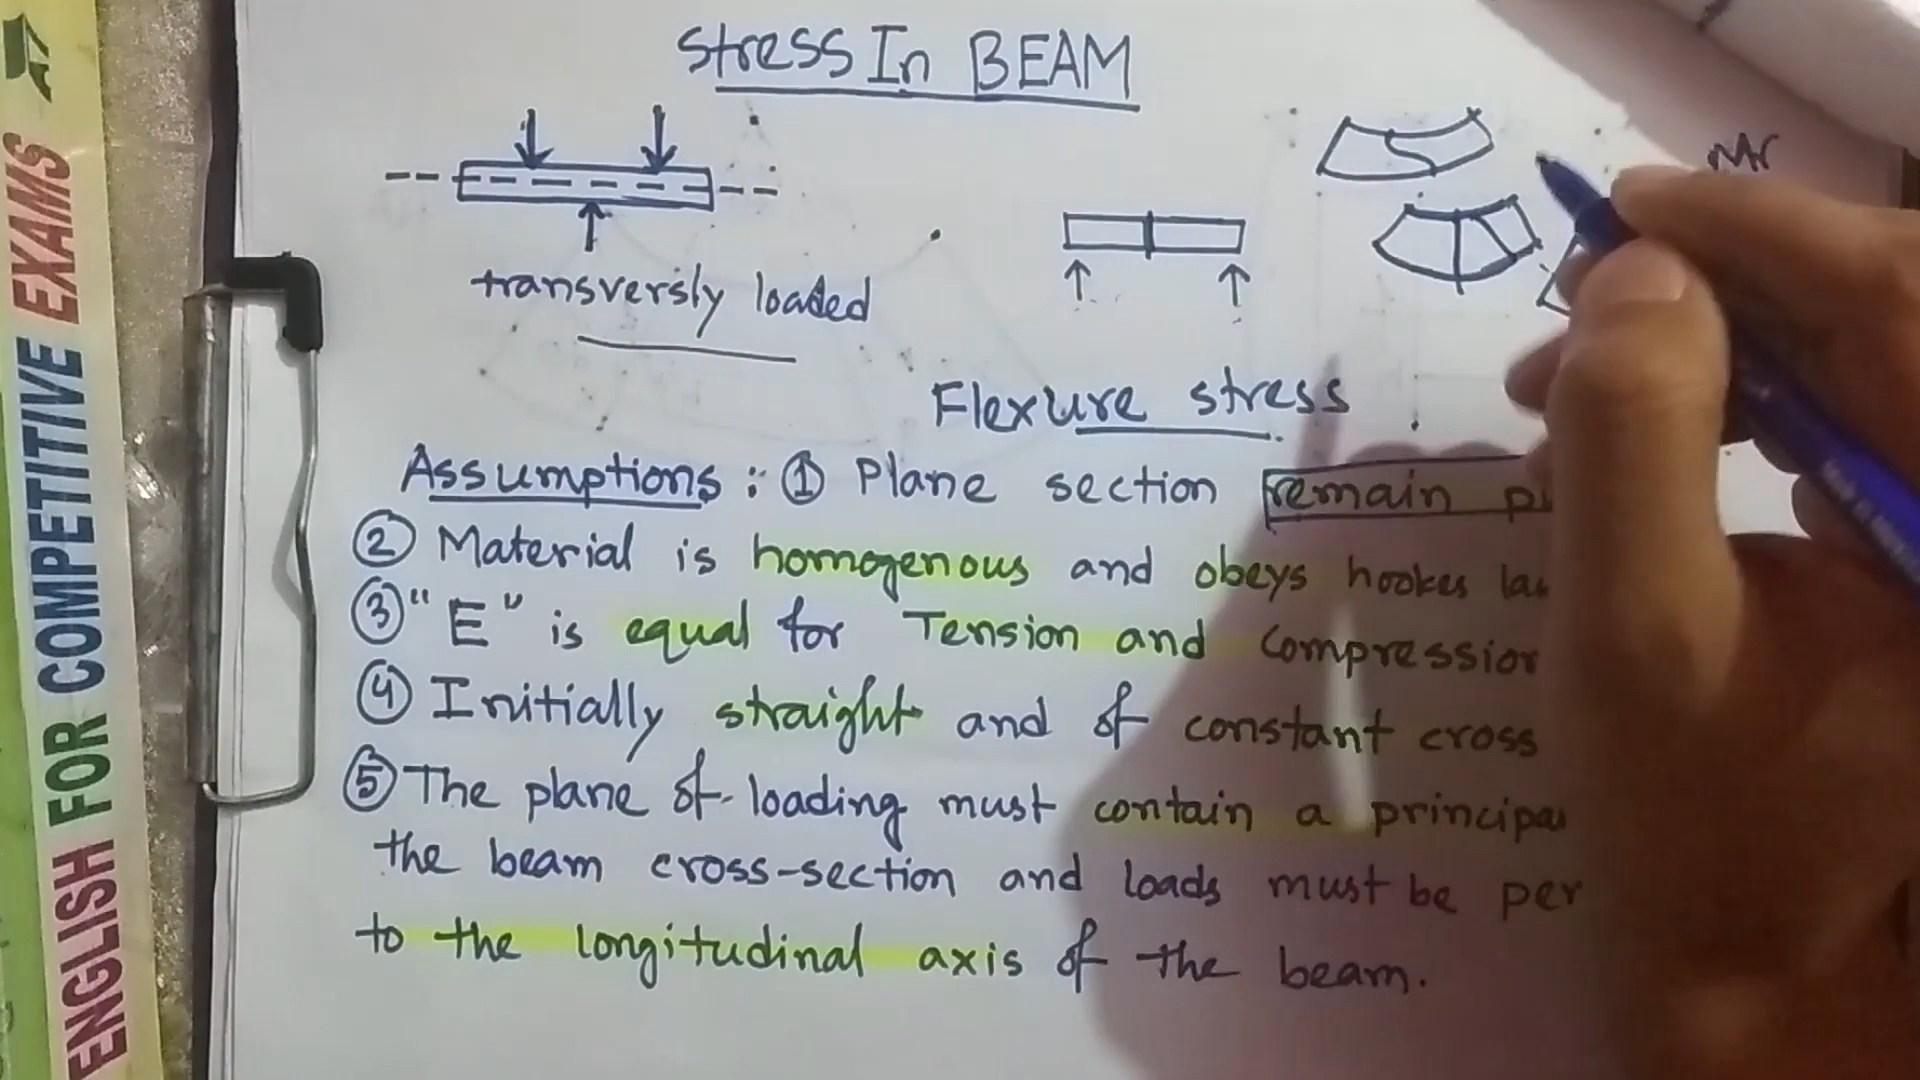 Stress In BEAM
Mr
transversly loaded
Flexure stress
Assumptions : ① Plane section remain
② Material is homogenous and obeys hookes
③ "E" is equal for Tension and compression
④ Initially straight and of constant cross
⑤ The plane of loading must contain a
the beam cross-section and loads must be per
to the longitudinal axis of the beam.
ENGLISH FOR COMPETITIVE EXAMS